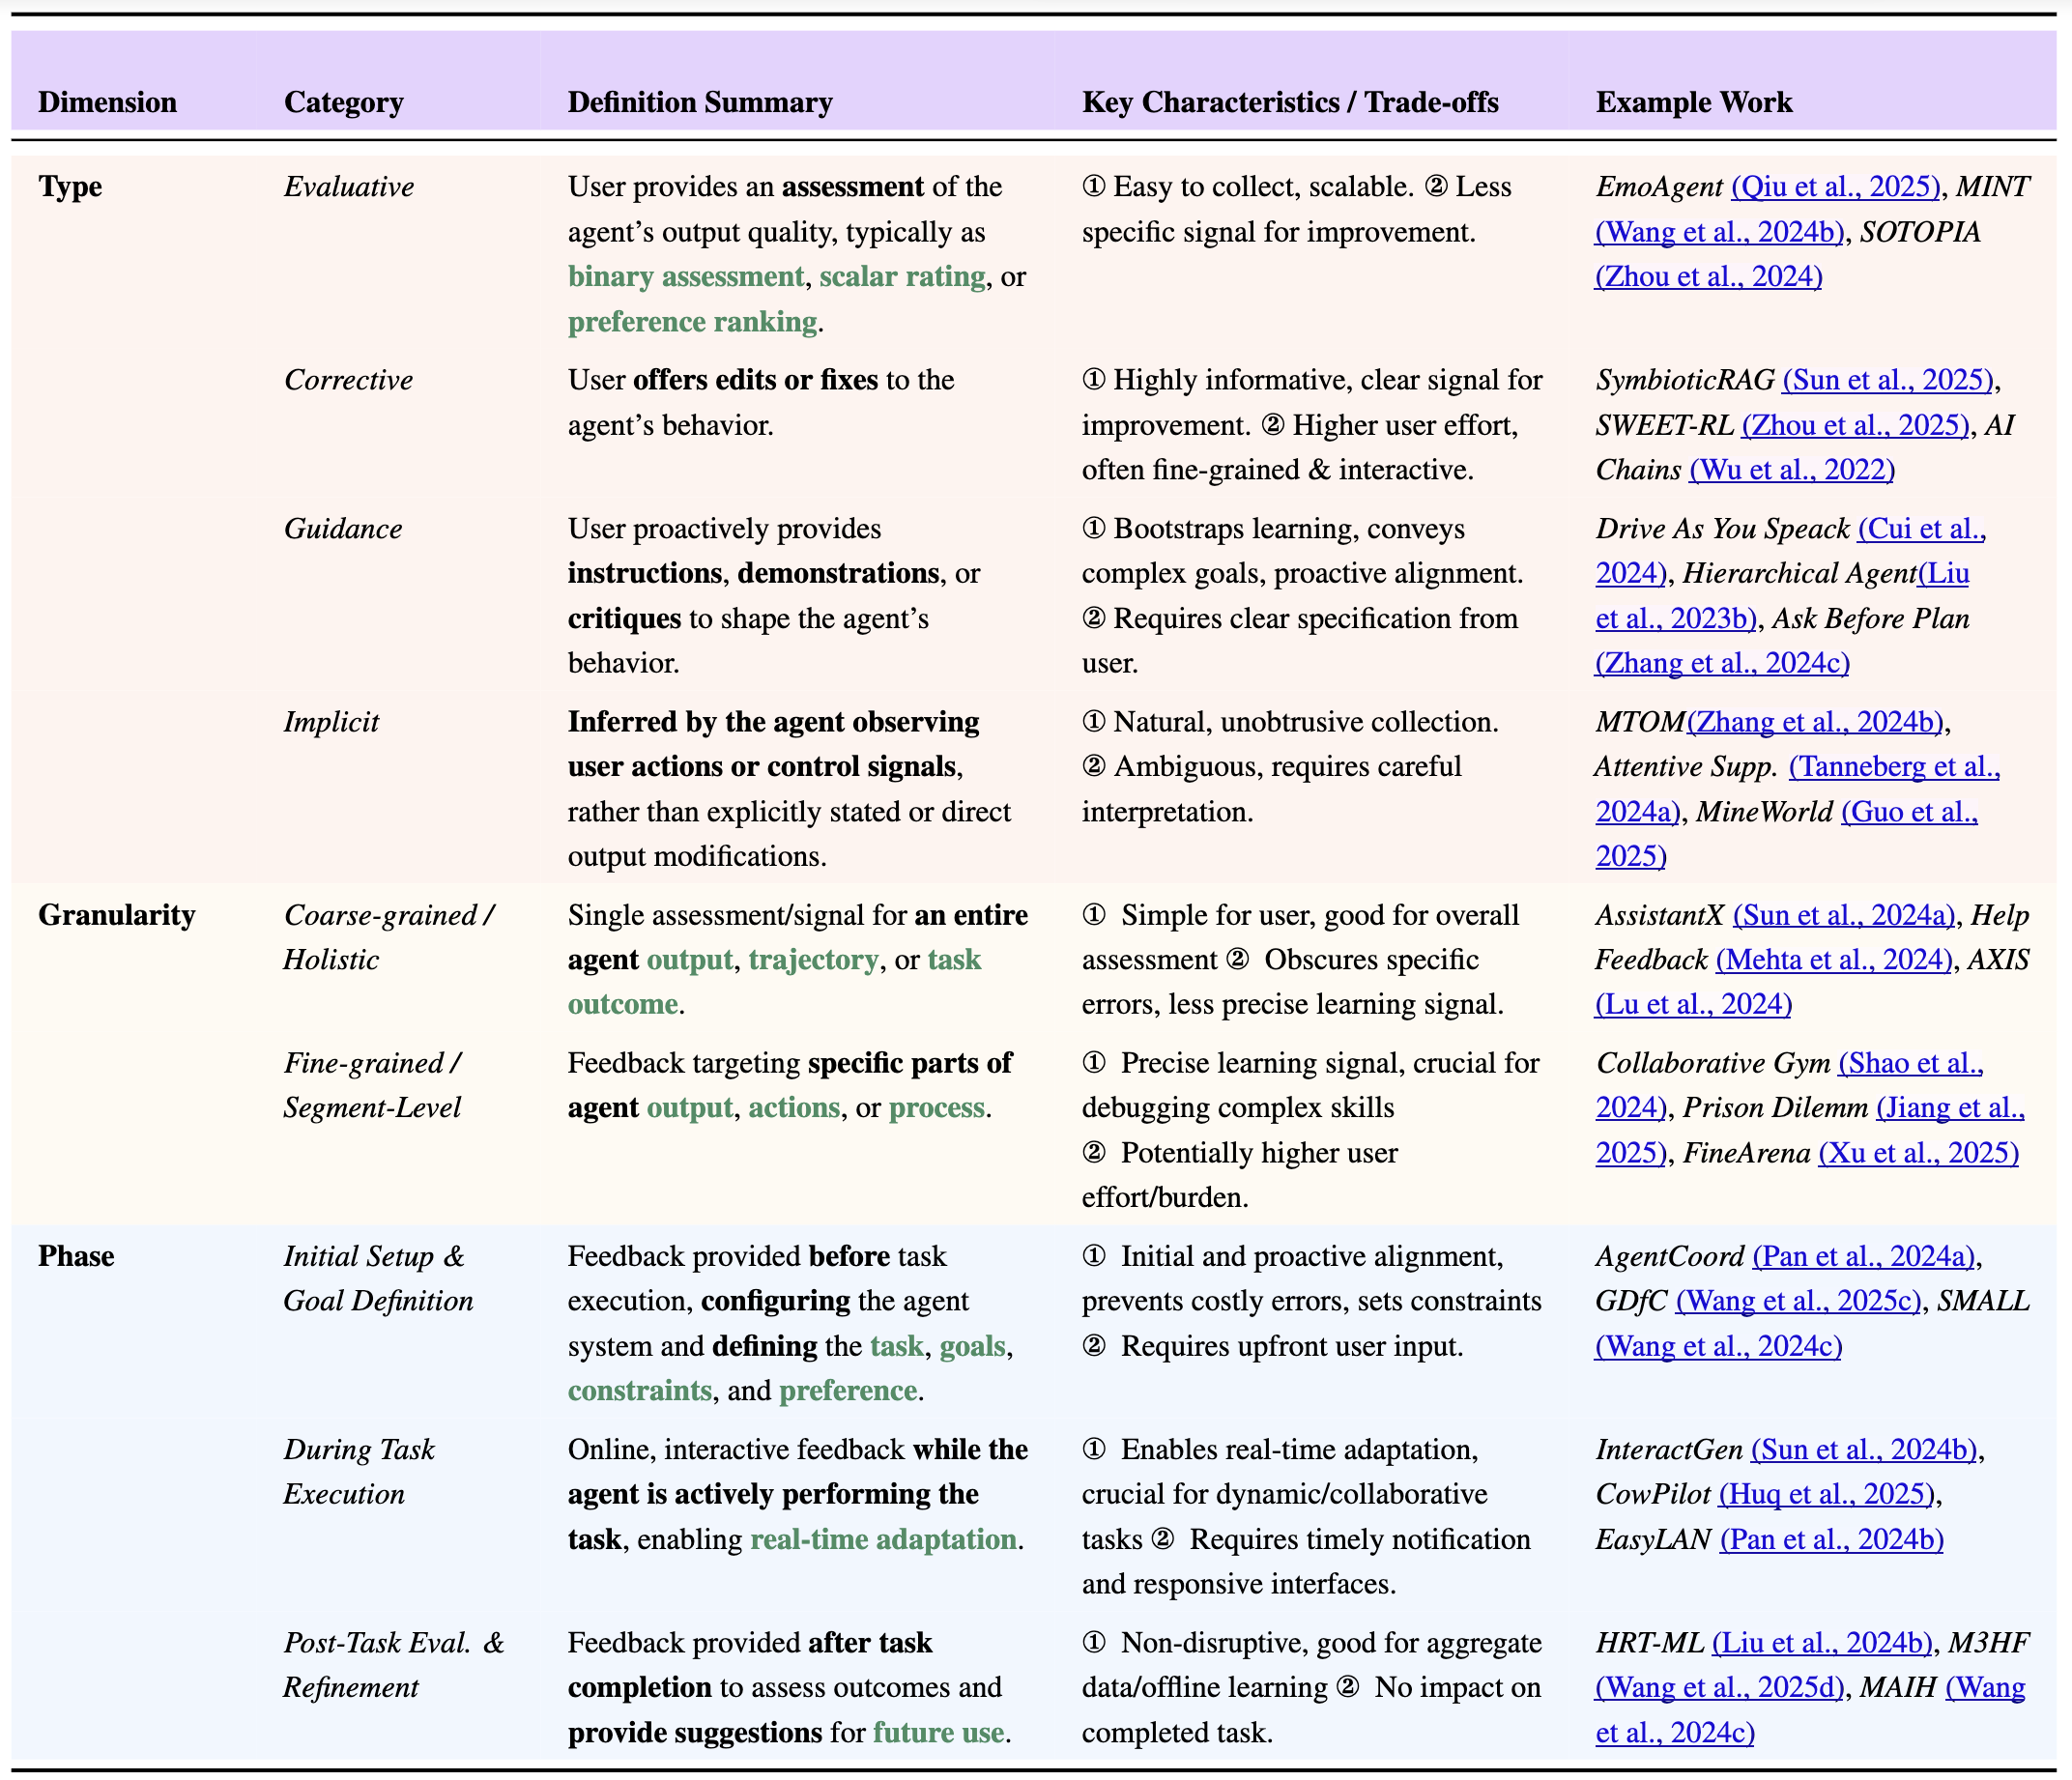 Dimension Category Definition Summary Key Characteristics / Trade-offs Example Work
Type Evaluative User provides an assessment of the ① Easy to collect, scalable. ② Less EmoAgent (Qiu et al., 2025), MINT
agent’s output quality, typically as specific signal for improvement. (Wang et al., 2024b), SOTOPIA
binary assessment, scalar rating, or (Zhou et al., 2024)
preference ranking.
Corrective User offers edits or fixes to the ① Highly informative, clear signal for SymbioticRAG (Sun et al., 2025),
agent’s behavior. improvement. ② Higher user effort, SWEET-RL (Zhou et al., 2025), AI
often fine-grained & interactive. Chains (Wu et al., 2022)
Guidance User proactively provides ① Bootstraps learning, conveys Drive As You Speack (Cui et al.,
instructions, demonstrations, or complex goals, proactive alignment. 2024), Hierarchical Agent(Liu
critiques to shape the agent’s ② Requires clear specification from et al., 2023b), Ask Before Plan
behavior. user. (Zhang et al., 2024c)
Implicit Inferred by the agent observing ① Natural, unobtrusive collection. MTOM(Zhang et al., 2024b),
user actions or control signals, ② Ambiguous, requires careful Attentive Supp. (Tanneberg et al.,
rather than explicitly stated or direct interpretation. 2024a), MineWorld (Guo et al.,
output modifications. 2025)
Granularity Coarse-grained / Single assessment/signal for an entire ① Simple for user, good for overall AssistantX (Sun et al., 2024a), Help
Holistic agent output, trajectory, or task assessment ② Obscures specific Feedback (Mehta et al., 2024), AXIS
outcome. errors, less precise learning signal. (Lu et al., 2024)
Fine-grained / Feedback targeting specific parts of ① Precise learning signal, crucial for Collaborative Gym (Shao et al.,
Segment-Level agent output, actions, or process. debugging complex skills 2024), Prison Dilemm (Jiang et al.,
② Potentially higher user 2025), FineArena (Xu et al., 2025)
effort/burden.
Phase Initial Setup & Feedback provided before task ① Initial and proactive alignment, AgentCoord (Pan et al., 2024a),
Goal Definition execution, configuring the agent prevents costly errors, sets constraints GDfC (Wang et al., 2025c), SMALL
system and defining the task, goals, ② Requires upfront user input. (Wang et al., 2024c)
constraints, and preference.
During Task Online, interactive feedback while the ① Enables real-time adaptation, InteractGen (Sun et al., 2024b),
Execution agent is actively performing the crucial for dynamic/collaborative CowPilot (Huq et al., 2025),
task, enabling real-time adaptation. tasks ② Requires timely notification EasyLAN (Pan et al., 2024b)
and responsive interfaces.
Post-Task Eval. & Feedback provided after task ① Non-disruptive, good for aggregate HRT-ML (Liu et al., 2024b), M3HF
Refinement completion to assess outcomes and data/offline learning ② No impact on (Wang et al., 2025d), MAIH (Wang
provide suggestions for future use. completed task. et al., 2024c)